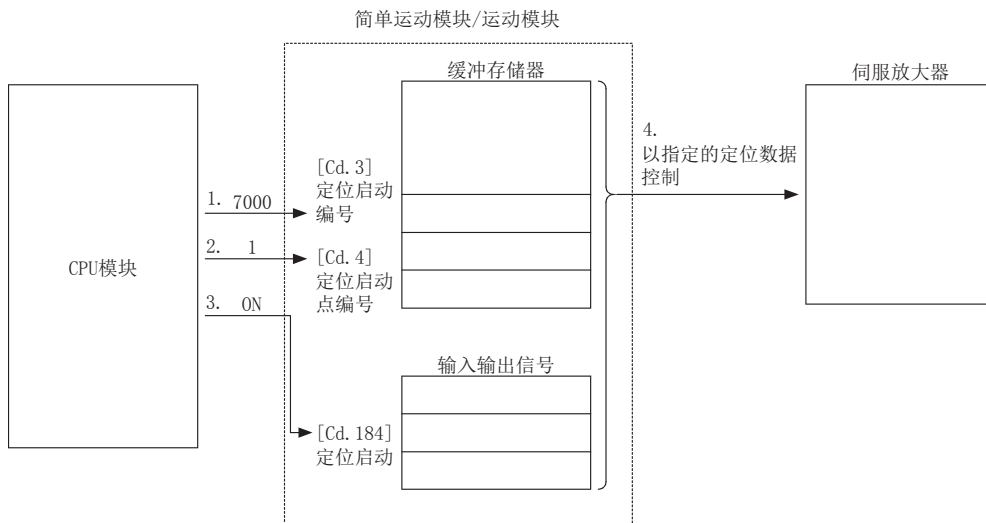 简单运动模块/运动模块
缓冲存储器
伺服放大器
CPU模块
1. 7000
[Cd.3]
定位启动
编号
2. 1
[Cd.4]
定位启动
点编号
3. ON
输入输出信号
[Cd.184]
定位启动
4.
以指定的定位数据
控制